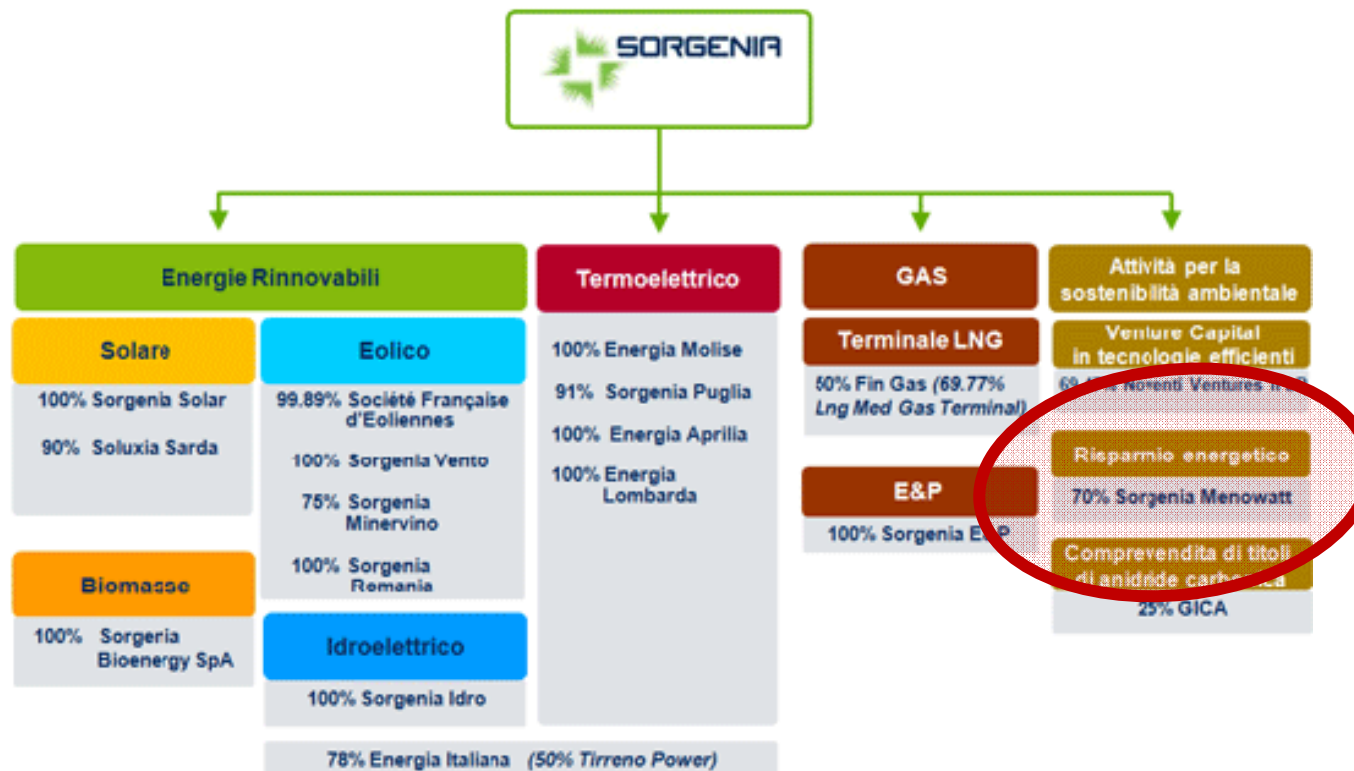 SORGENIA
Energie Rinnovabili
Solare
100% Sorgenia Solar
90% Soluxia Sarda
Biomasse
100% Sorgeria
Bioenergy SpA
Eolico
99.89% Société Française
d'Eoliennes
100% Sorgenia Vento
75% Sorgenia
Minervino
100% Sorgenia
Romania
Idroelettrico
100% Sorgenia Idro
Termoelettrico
100% Energia Molise
91% Sorgenia Puglia
100% Energia Aprilia
100% Energia
Lombarda
78% Energia Italiana (50% Tirreno Power)
GAS
Terminale LNG
50% Fin Gas (69.77%
Lng Med Gas Terminal)
E&P
100% Sorgenia E&P
Attività per la
sostenibilità ambientale
Venture Capital
in tecnologie efficienti
Ventures
Risparmio energetico
70% Sorgenia Menowatt
Comprevendita di titoli
di anidride carbonica
25% GICA